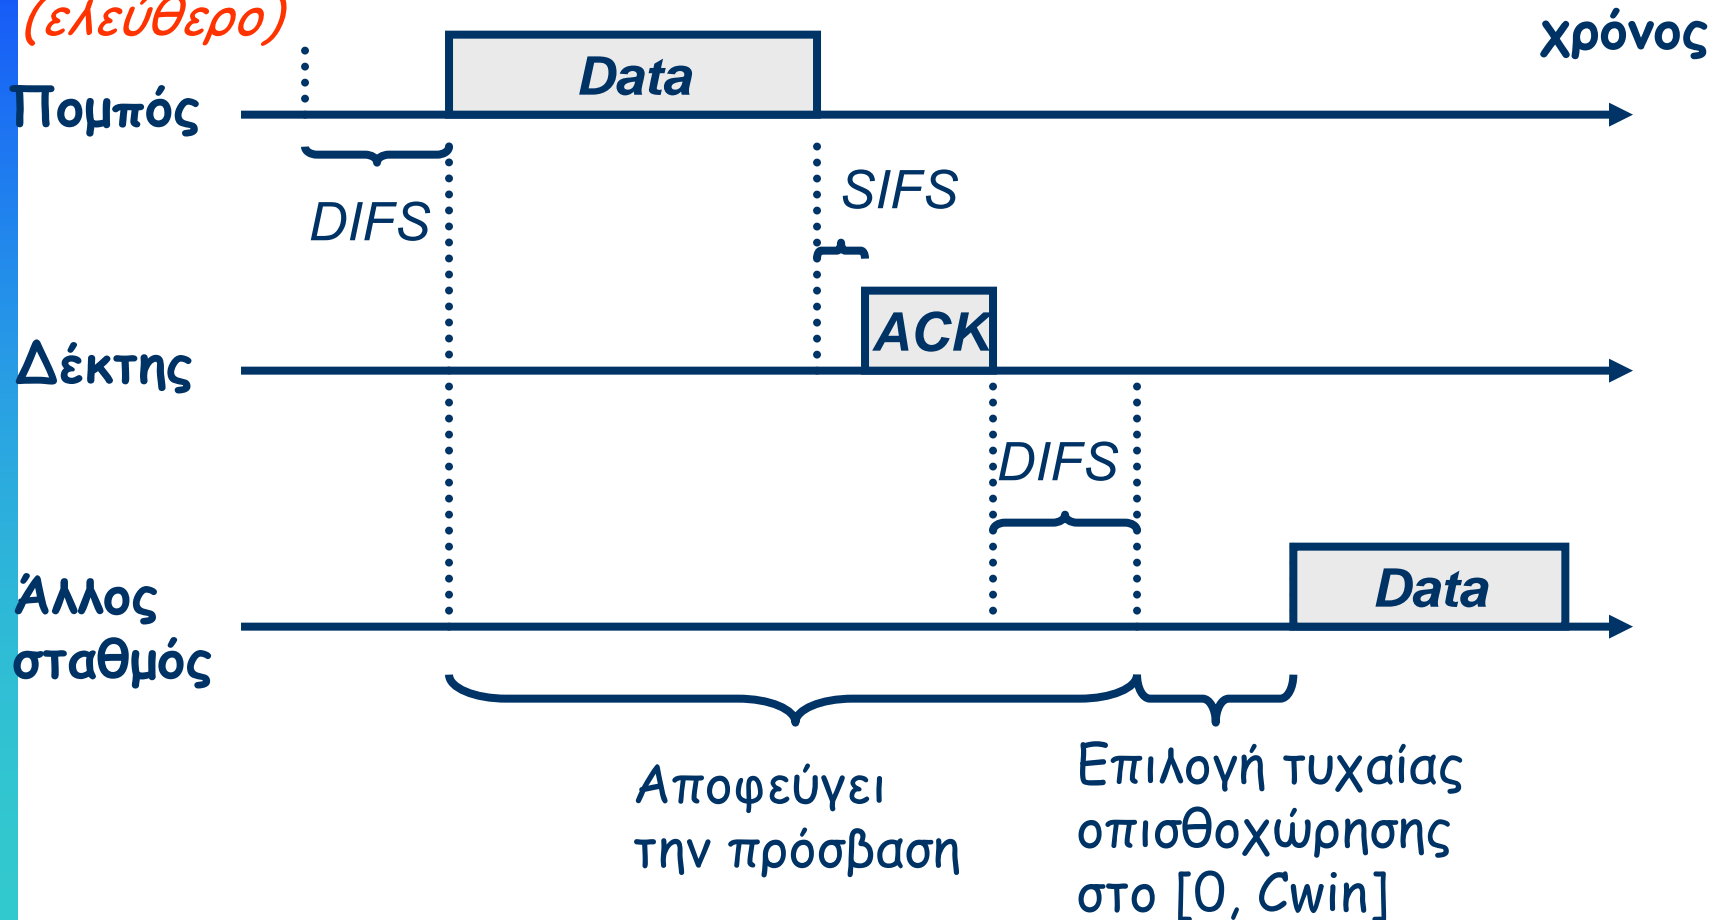 (ελεύθερο)
χρόνος
Data
Πομπός
SIFS
DIFS
ACK
Δέκτης
DIFS
Data
Άλλος
σταθμός
Αποφεύγει
την πρόσβαση
Επιλογή τυχαίας
οπισθοχώρησης
στο [0, Cwin]